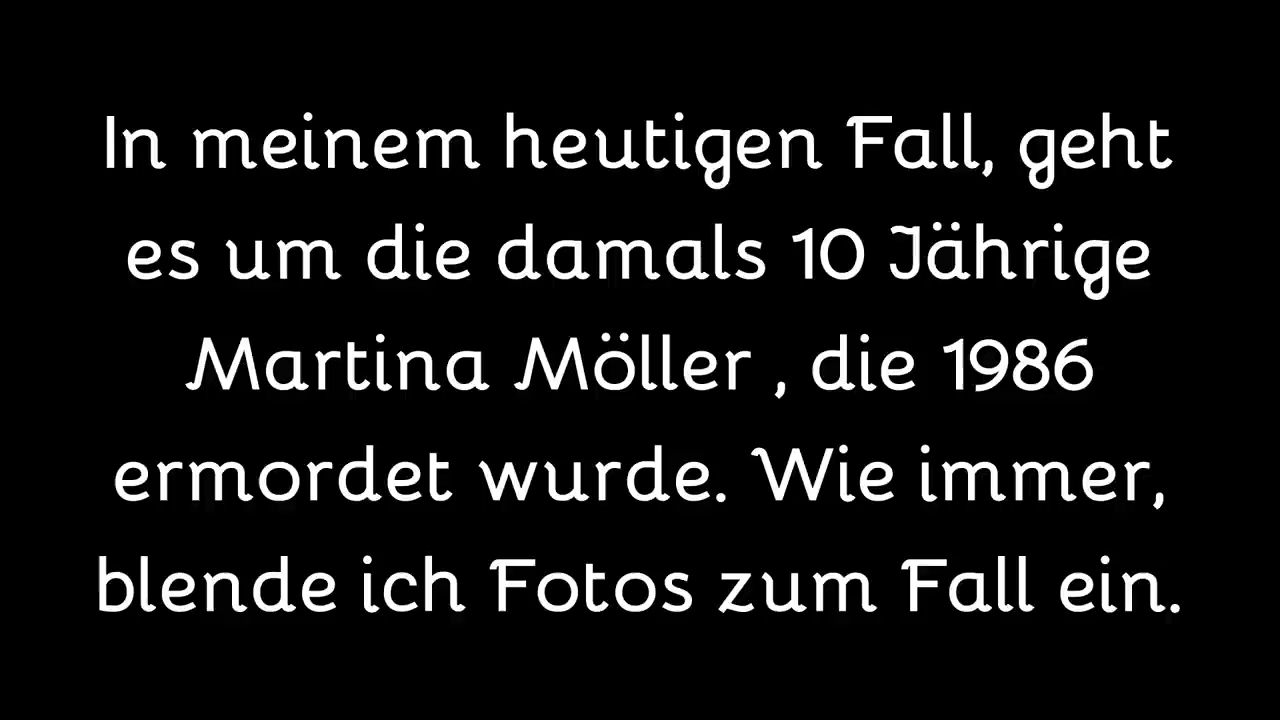 In meinem heutigen Fall, geht
es um die damals 10 Jährige
Martina Möller , die 1986
ermordet wurde. Wie immer,
blende ich Fotos zum Fall ein.